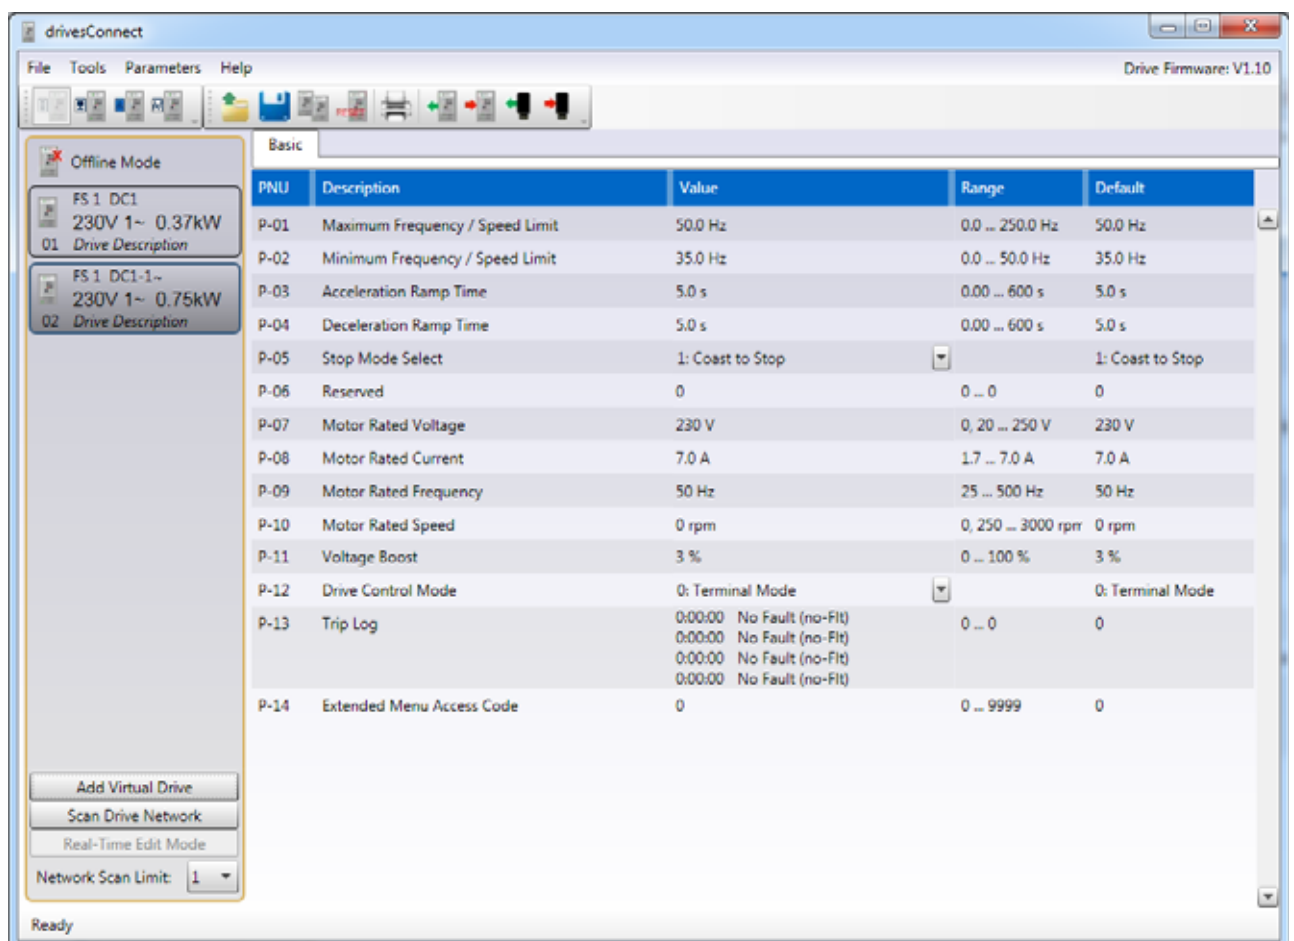 drivesConnect
File Tools Parameters Help
Drive Firmware: V1.10
RESET
Offline Mode
FS 1 DC1
230V 1~ 0.37kW
01 Drive Description
FS 1 DC1-1~
230V 1~ 0.75kW
02 Drive Description
Add Virtual Drive
Scan Drive Network
Real-Time Edit Mode
Network Scan Limit: 1
Ready
Basic
PNU Description Value Range Default
P-01 Maximum Frequency / Speed Limit 50.0 Hz 0.0 ... 250.0 Hz 50.0 Hz
P-02 Minimum Frequency / Speed Limit 35.0 Hz 0.0 ... 50.0 Hz 35.0 Hz
P-03 Acceleration Ramp Time 5.0 s 0.00 ... 600 s 5.0 s
P-04 Deceleration Ramp Time 5.0 s 0.00 ... 600 s 5.0 s
P-05 Stop Mode Select 1: Coast to Stop 1: Coast to Stop
P-06 Reserved 0 0 ... 0 0
P-07 Motor Rated Voltage 230 V 0, 20 ... 250 V 230 V
P-08 Motor Rated Current 7.0 A 1.7 ... 7.0 A 7.0 A
P-09 Motor Rated Frequency 50 Hz 25 ... 500 Hz 50 Hz
P-10 Motor Rated Speed 0 rpm 0, 250 ... 3000 rpm 0 rpm
P-11 Voltage Boost 3 % 0 ... 100 % 3 %
P-12 Drive Control Mode 0: Terminal Mode 0: Terminal Mode
P-13 Trip Log 0:00:00 No Fault (no-Flt) 0 ... 0 0
0:00:00 No Fault (no-Flt)
0:00:00 No Fault (no-Flt)
0:00:00 No Fault (no-Flt)
P-14 Extended Menu Access Code 0 0 ... 9999 0